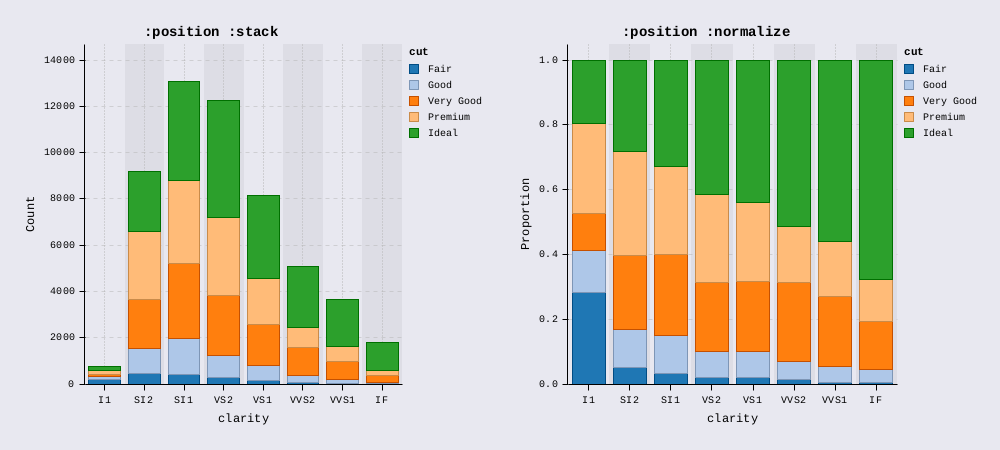 :position :stack
14000
12000
10000
8000
6000
4000
2000
0
Count
I1 SI2 SI1 VS2 VS1 VVS2 VVS1 IF
clarity
cut
Fair
Good
Very Good
Premium
Ideal
:position :normalize
1.0
0.8
0.6
0.4
0.2
0.0
Proportion
I1 SI2 SI1 VS2 VS1 VVS2 VVS1 IF
clarity
cut
Fair
Good
Very Good
Premium
Ideal